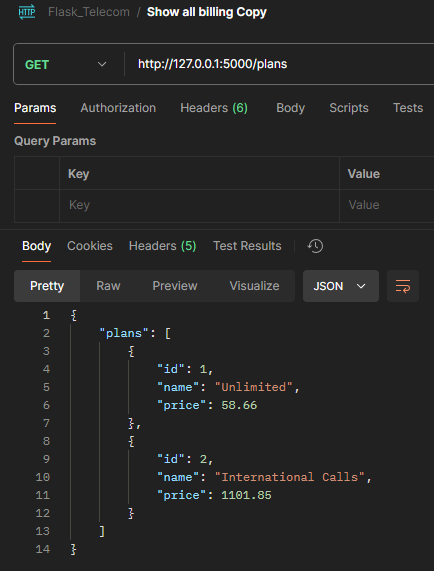 HTTP Flask_Telecom / Show all billing Copy
GET http://127.0.0.1:5000/plans
Params Authorization Headers (6) Body Scripts Tests
Query Params
Key Value
Key Value
Body Cookies Headers (5) Test Results
Pretty Raw Preview Visualize JSON
1 {
2 "plans": [
3 {
4 "id": 1,
5 "name": "Unlimited",
6 "price": 58.66
7 },
8 {
9 "id": 2,
10 "name": "International Calls",
11 "price": 1101.85
12 }
13 ]
14 }